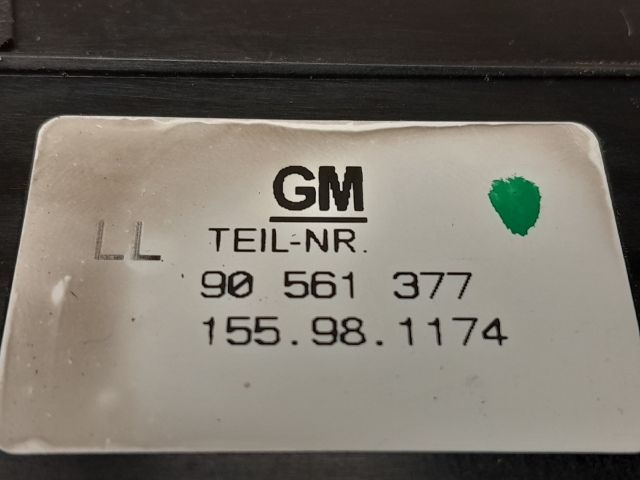 GM
LL TEIL-NR.
90 561 377
155.98.1174